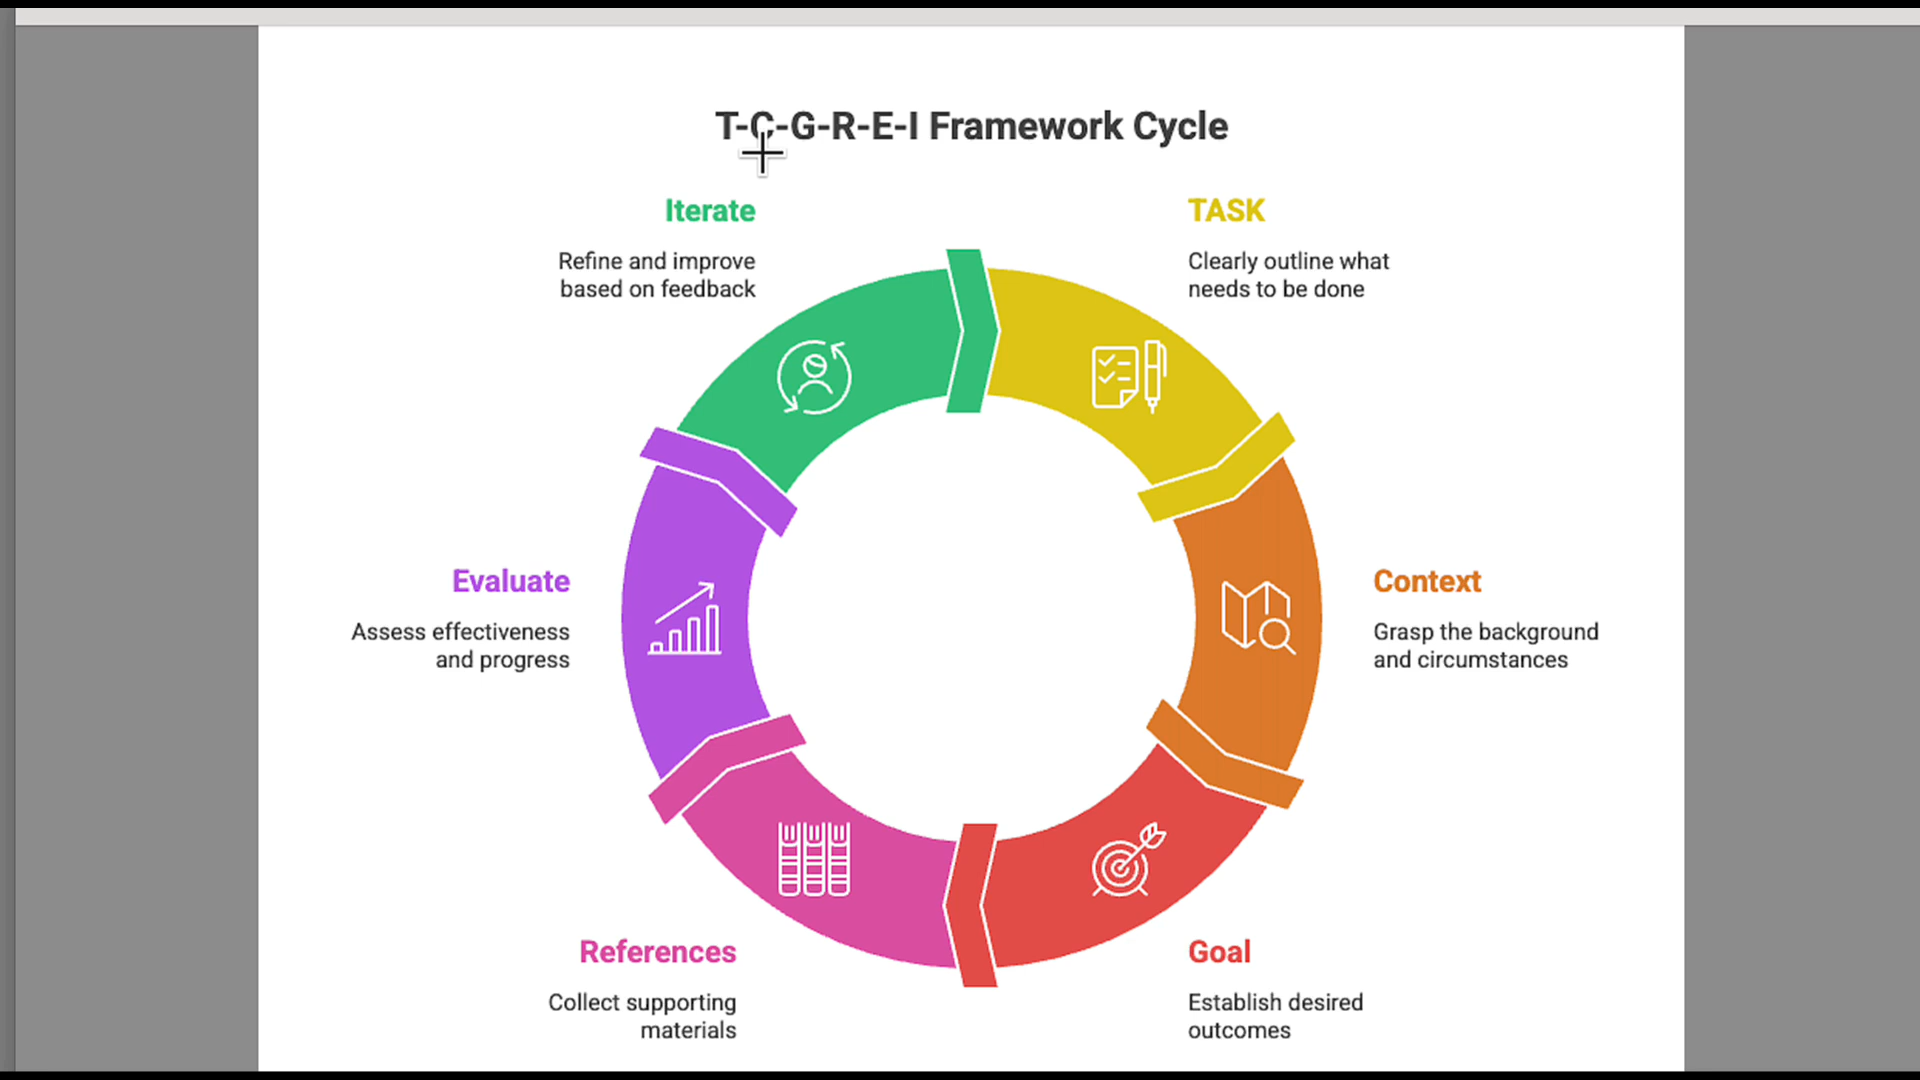 T-C-G-R-E-I Framework Cycle
Iterate
Refine and improve
based on feedback
TASK
Clearly outline what
needs to be done
Evaluate
Assess effectiveness
and progress
Context
Grasp the background
and circumstances
References
Collect supporting
materials
Goal
Establish desired
outcomes